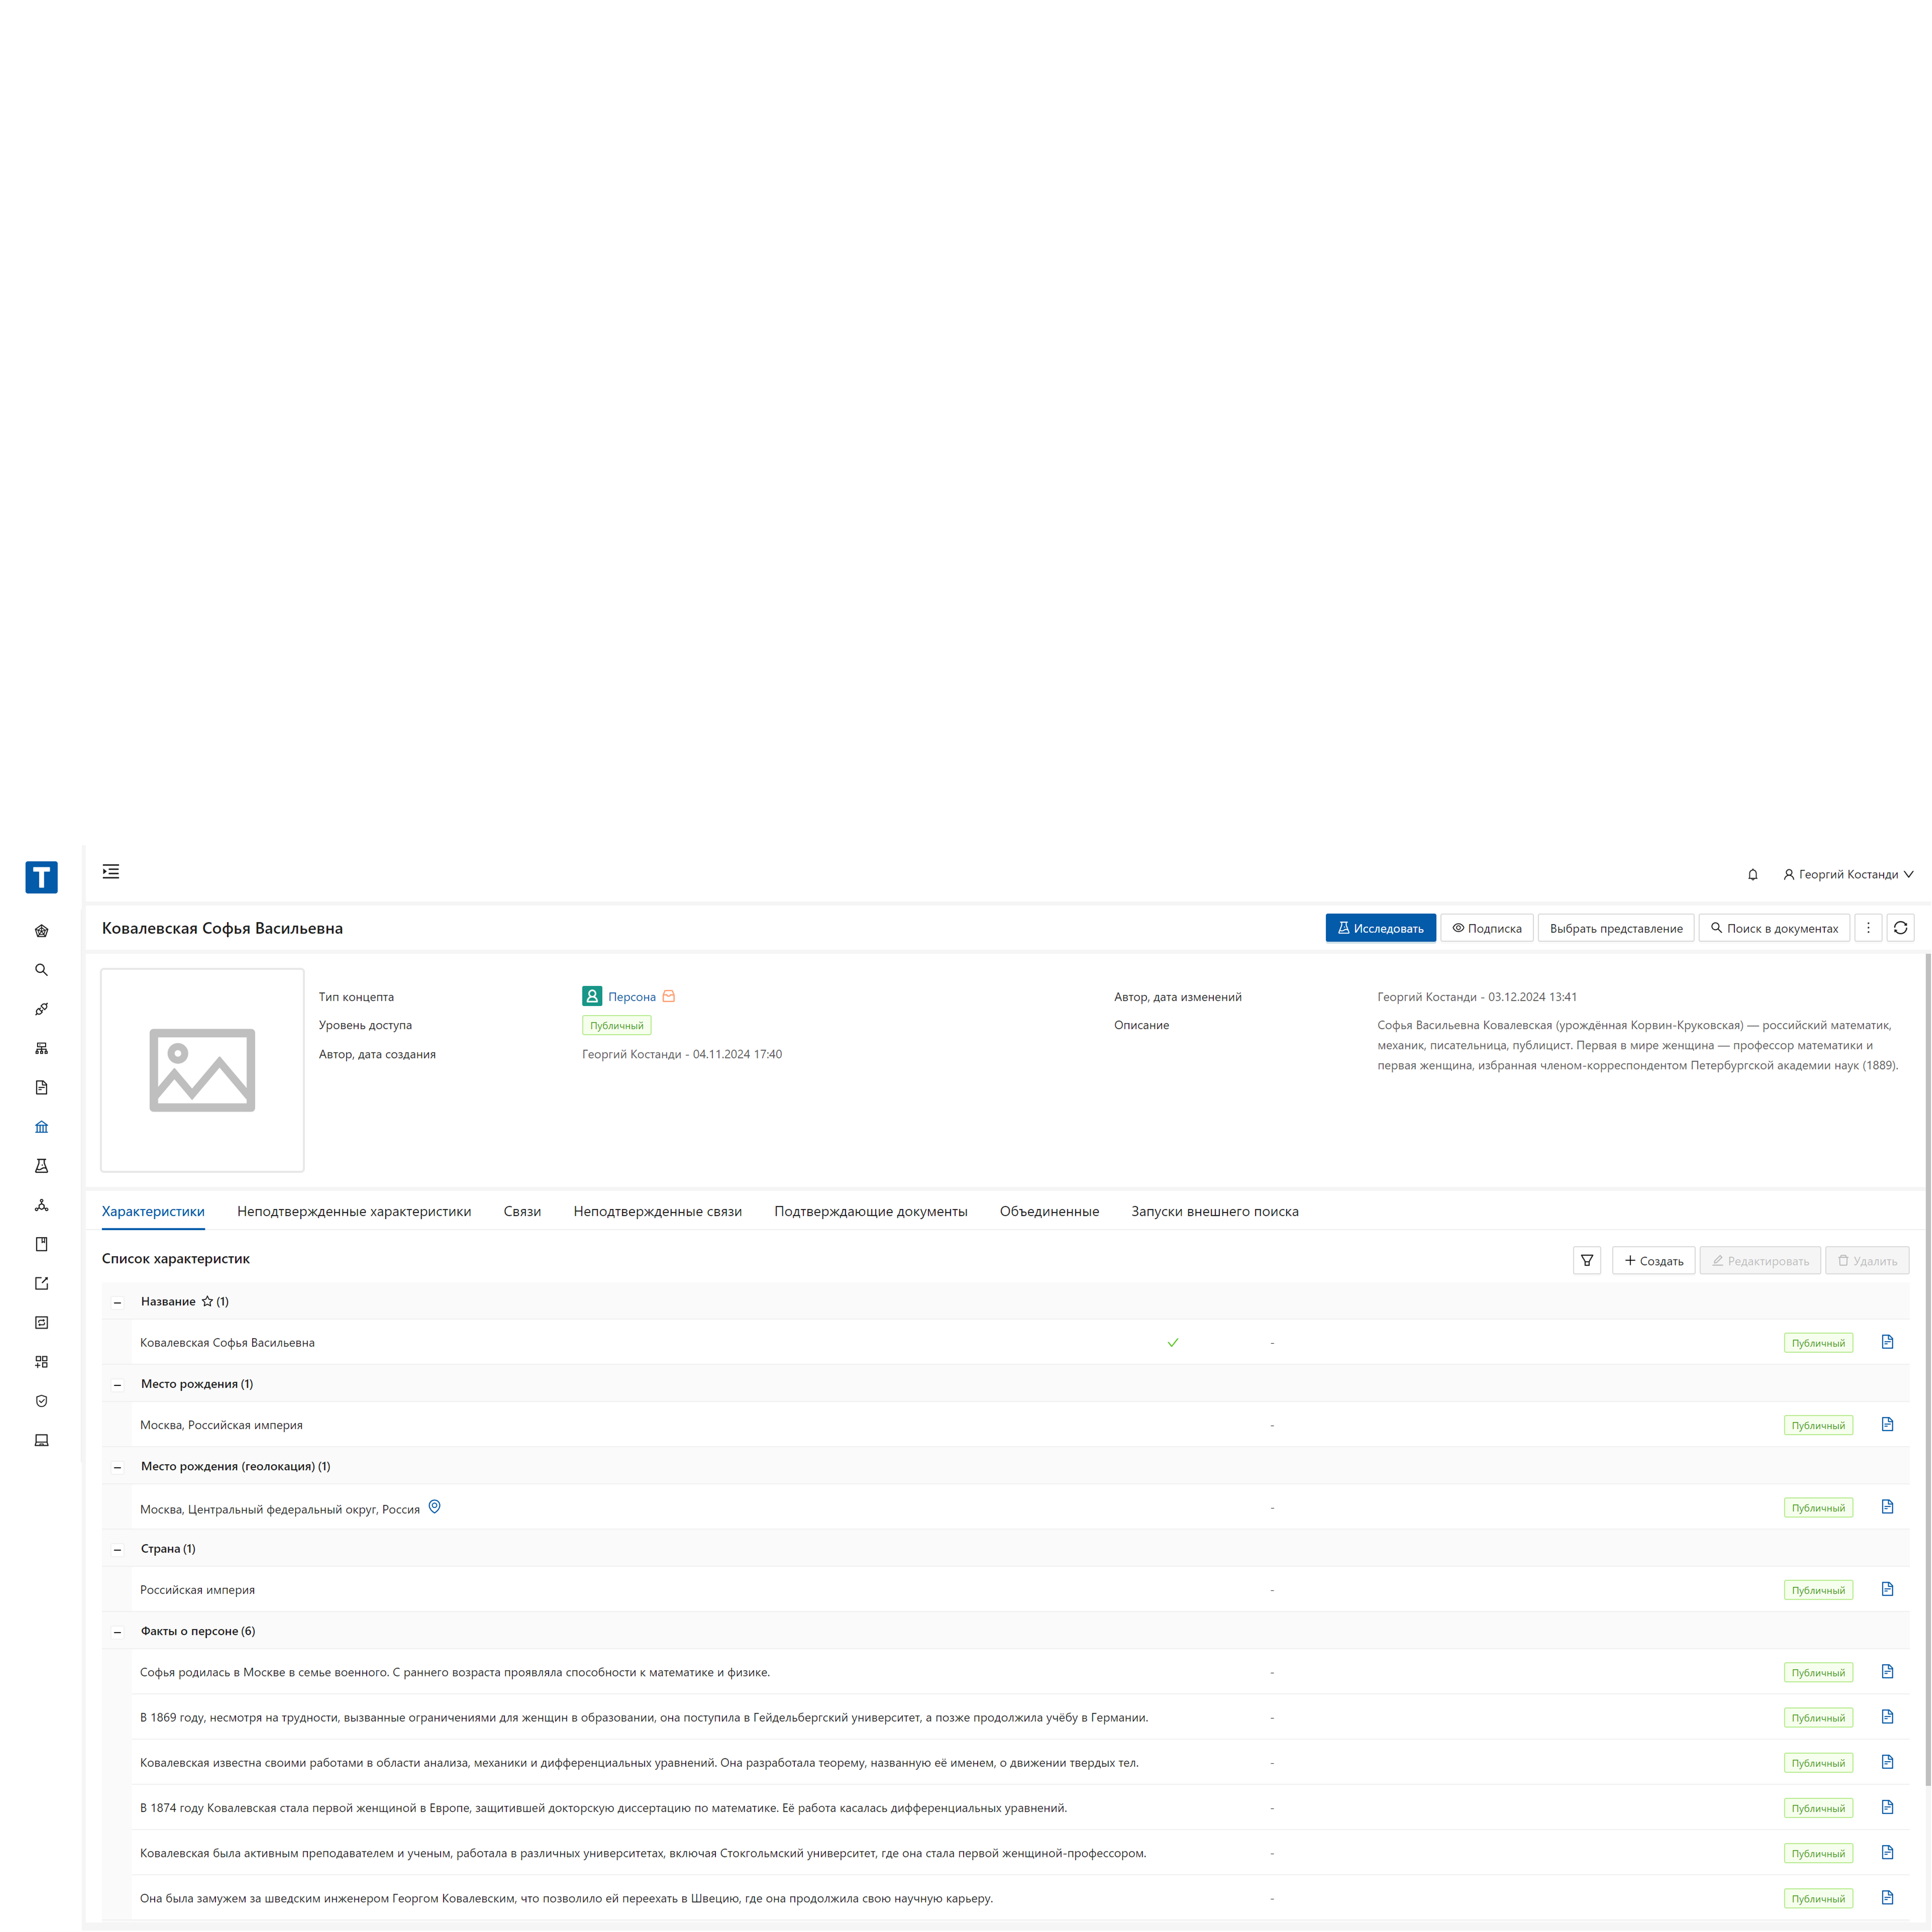 T
Георгий Костанди
Ковалевская Софья Васильевна
Исследовать
Подписка
Выбрать представление
Поиск в документах
Тип концепта
Персона
Уровень доступа
Публичный
Автор, дата создания
Георгий Костанди - 04.11.2024 17:40
Автор, дата изменений
Георгий Костанди - 03.12.2024 13:41
Описание
Софья Васильевна Ковалевская (урождённая Корвин-Круковская) — российский математик,
механик, писательница, публицист. Первая в мире женщина — профессор математики и
первая женщина, избранная членом-корреспондентом Петербургской академии наук (1889).
Характеристики
Неподтвержденные характеристики
Связи
Неподтвержденные связи
Подтверждающие документы
Объединенные
Запуски внешнего поиска
Список характеристик
Создать
Редактировать
Удалить
Название (1)
Ковалевская Софья Васильевна - Публичный
Место рождения (1)
Москва, Российская империя - Публичный
Место рождения (геолокация) (1)
Москва, Центральный федеральный округ, Россия - Публичный
Страна (1)
Российская империя - Публичный
Факты о персоне (6)
Софья родилась в Москве в семье военного. С раннего возраста проявляла способности к математике и физике. - Публичный
В 1869 году, несмотря на трудности, вызванные ограничениями для женщин в образовании, она поступила в Гейдельбергский университет, а позже продолжила учёбу в Германии. - Публичный
Ковалевская известна своими работами в области анализа, механики и дифференциальных уравнений. Она разработала теорему, названную её именем, о движении твердых тел. - Публичный
В 1874 году Ковалевская стала первой женщиной в Европе, защитившей докторскую диссертацию по математике. Её работа касалась дифференциальных уравнений. - Публичный
Ковалевская была активным преподавателем и ученым, работала в различных университетах, включая Стокгольмский университет, где она стала первой женщиной-профессором. - Публичный
Она была замужем за шведским инженером Георгом Ковалевским, что позволило ей переехать в Швецию, где она продолжила свою научную карьеру. - Публичный